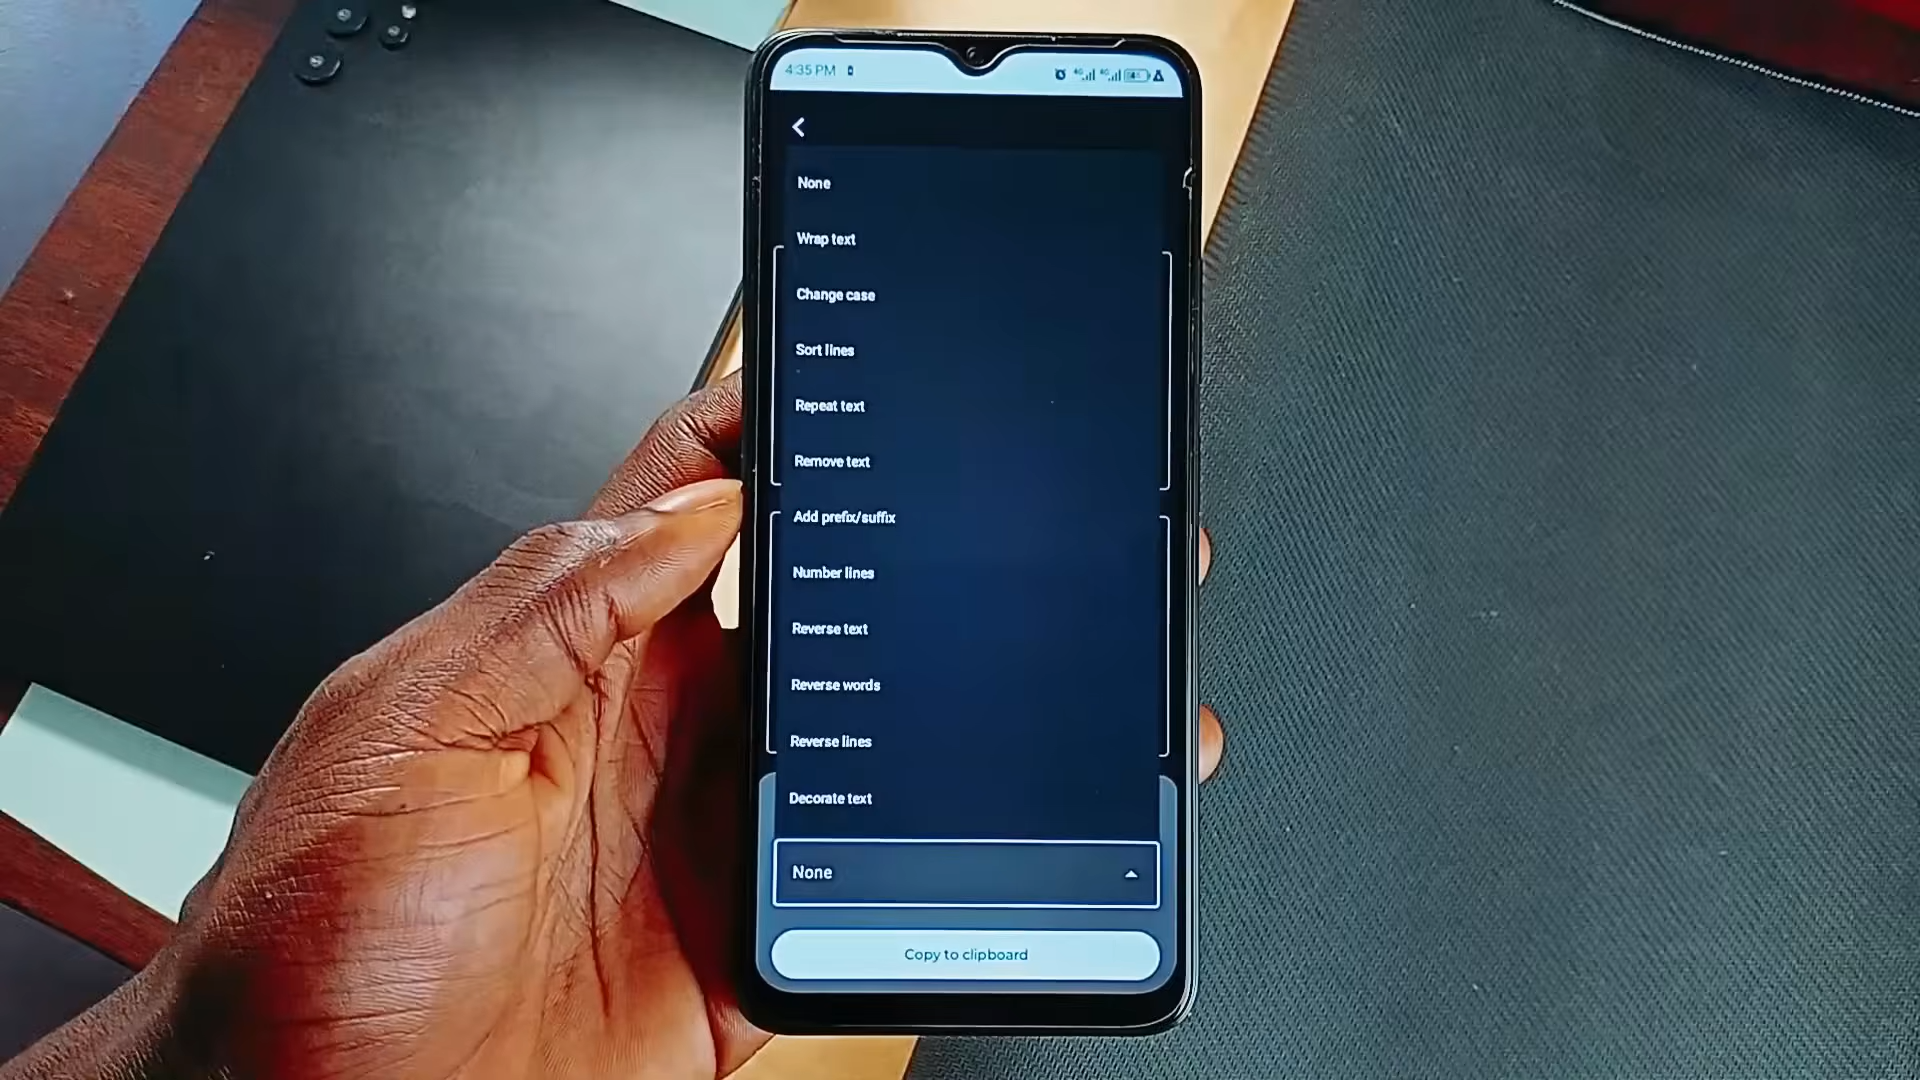 4:35 PM
None
Wrap text
Change case
Sort lines
Repeat text
Remove text
Add prefix/suffix
Number lines
Reverse text
Reverse words
Reverse lines
Decorate text
None
Copy to clipboard